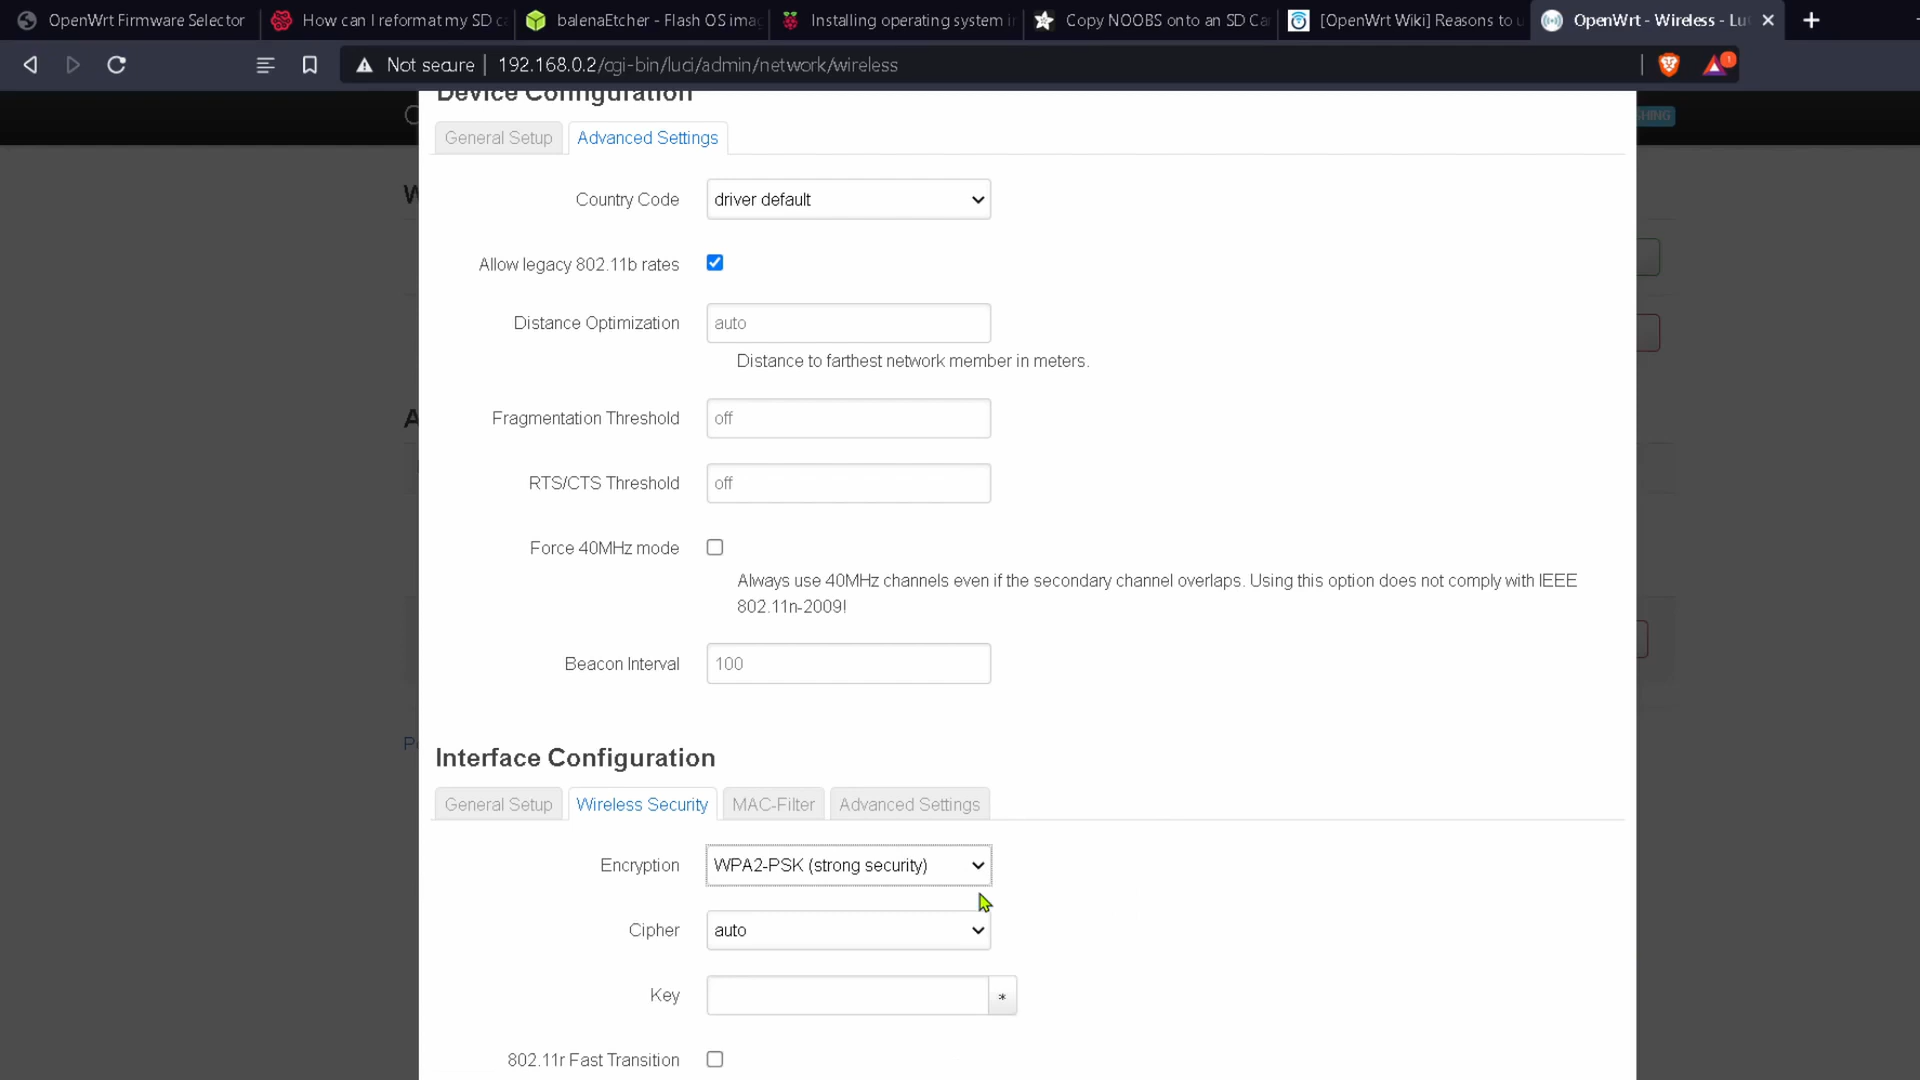 OpenWrt Firmware Selector
How can I reformat my SD ca
balenaEtcher - Flash OS imag
Installing operating system i
Copy NOOBS onto an SD Ca
[OpenWrt Wiki] Reasons to u
OpenWrt - Wireless - Lu
Not secure
192.168.0.2/cgi-bin/luci/admin/network/wireless
1
Device Configuration
General Setup
Advanced Settings
Country Code
driver default
Allow legacy 802.11b rates
Distance Optimization
auto
Distance to farthest network member in meters.
Fragmentation Threshold
off
RTS/CTS Threshold
off
Force 40MHz mode
Always use 40MHz channels even if the secondary channel overlaps. Using this option does not comply with IEEE
802.11n-2009!
Beacon Interval
100
Interface Configuration
General Setup
Wireless Security
MAC-Filter
Advanced Settings
Encryption
WPA2-PSK (strong security)
Cipher
auto
Key
*
802.11r Fast Transition